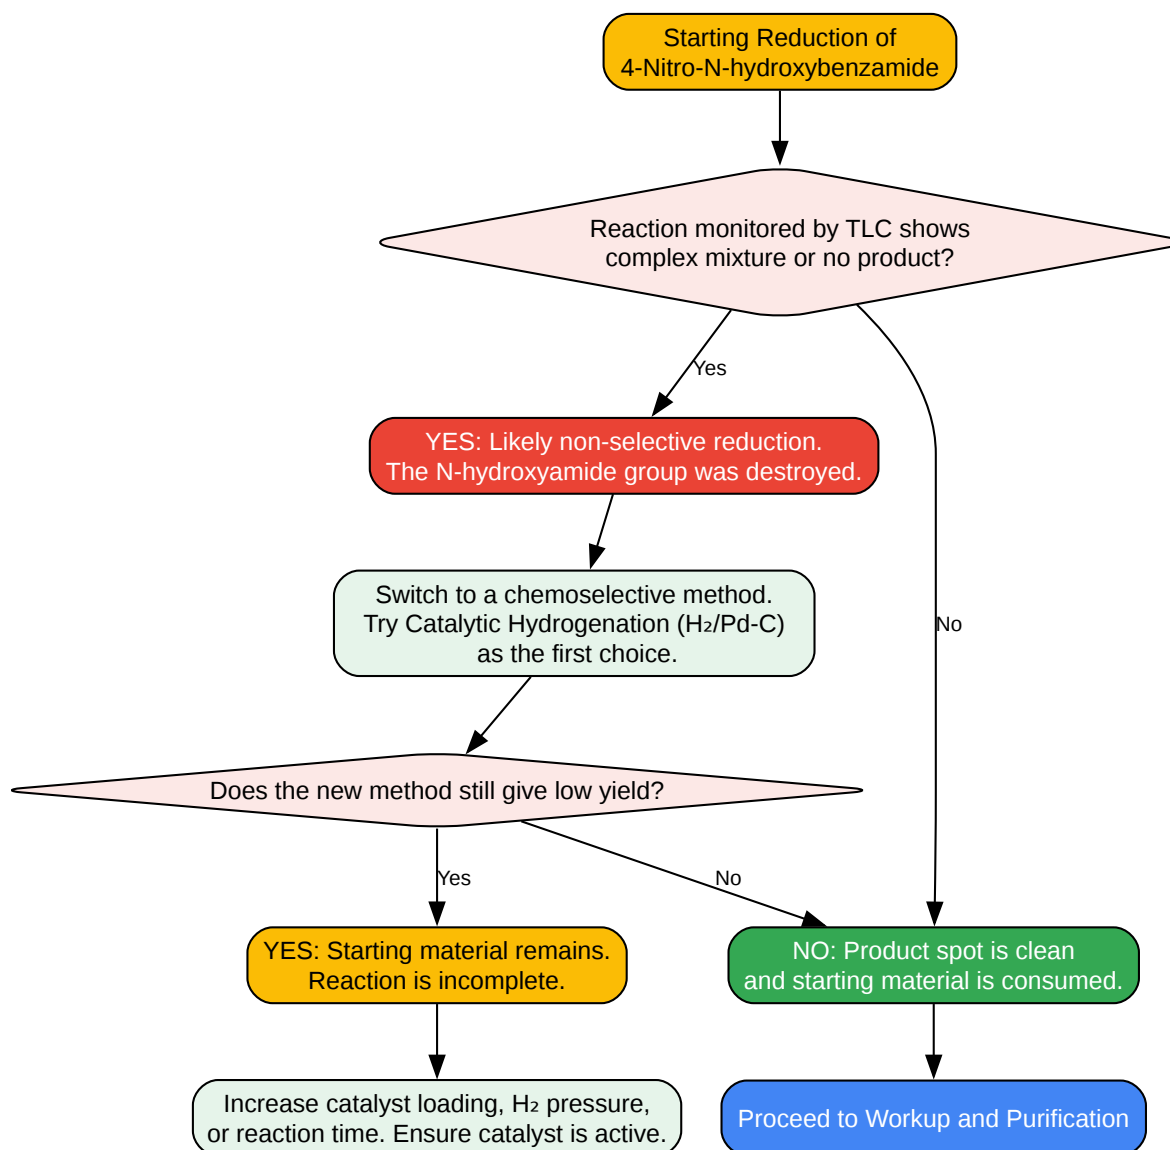 Starting Reduction of
4-Nitro-N-hydroxybenzamide
Reaction monitored by TLC shows
complex mixture or no product?
Yes
YES: Likely non-selective reduction.
The N-hydroxyamide group was destroyed.
No
Switch to a chemoselective method.
Try Catalytic Hydrogenation (H₂/Pd-C)
as the first choice.
Does the new method still give low yield?
Yes
No
YES: Starting material remains.
Reaction is incomplete.
NO: Product spot is clean
and starting material is consumed.
Increase catalyst loading, H₂ pressure,
or reaction time. Ensure catalyst is active.
Proceed to Workup and Purification